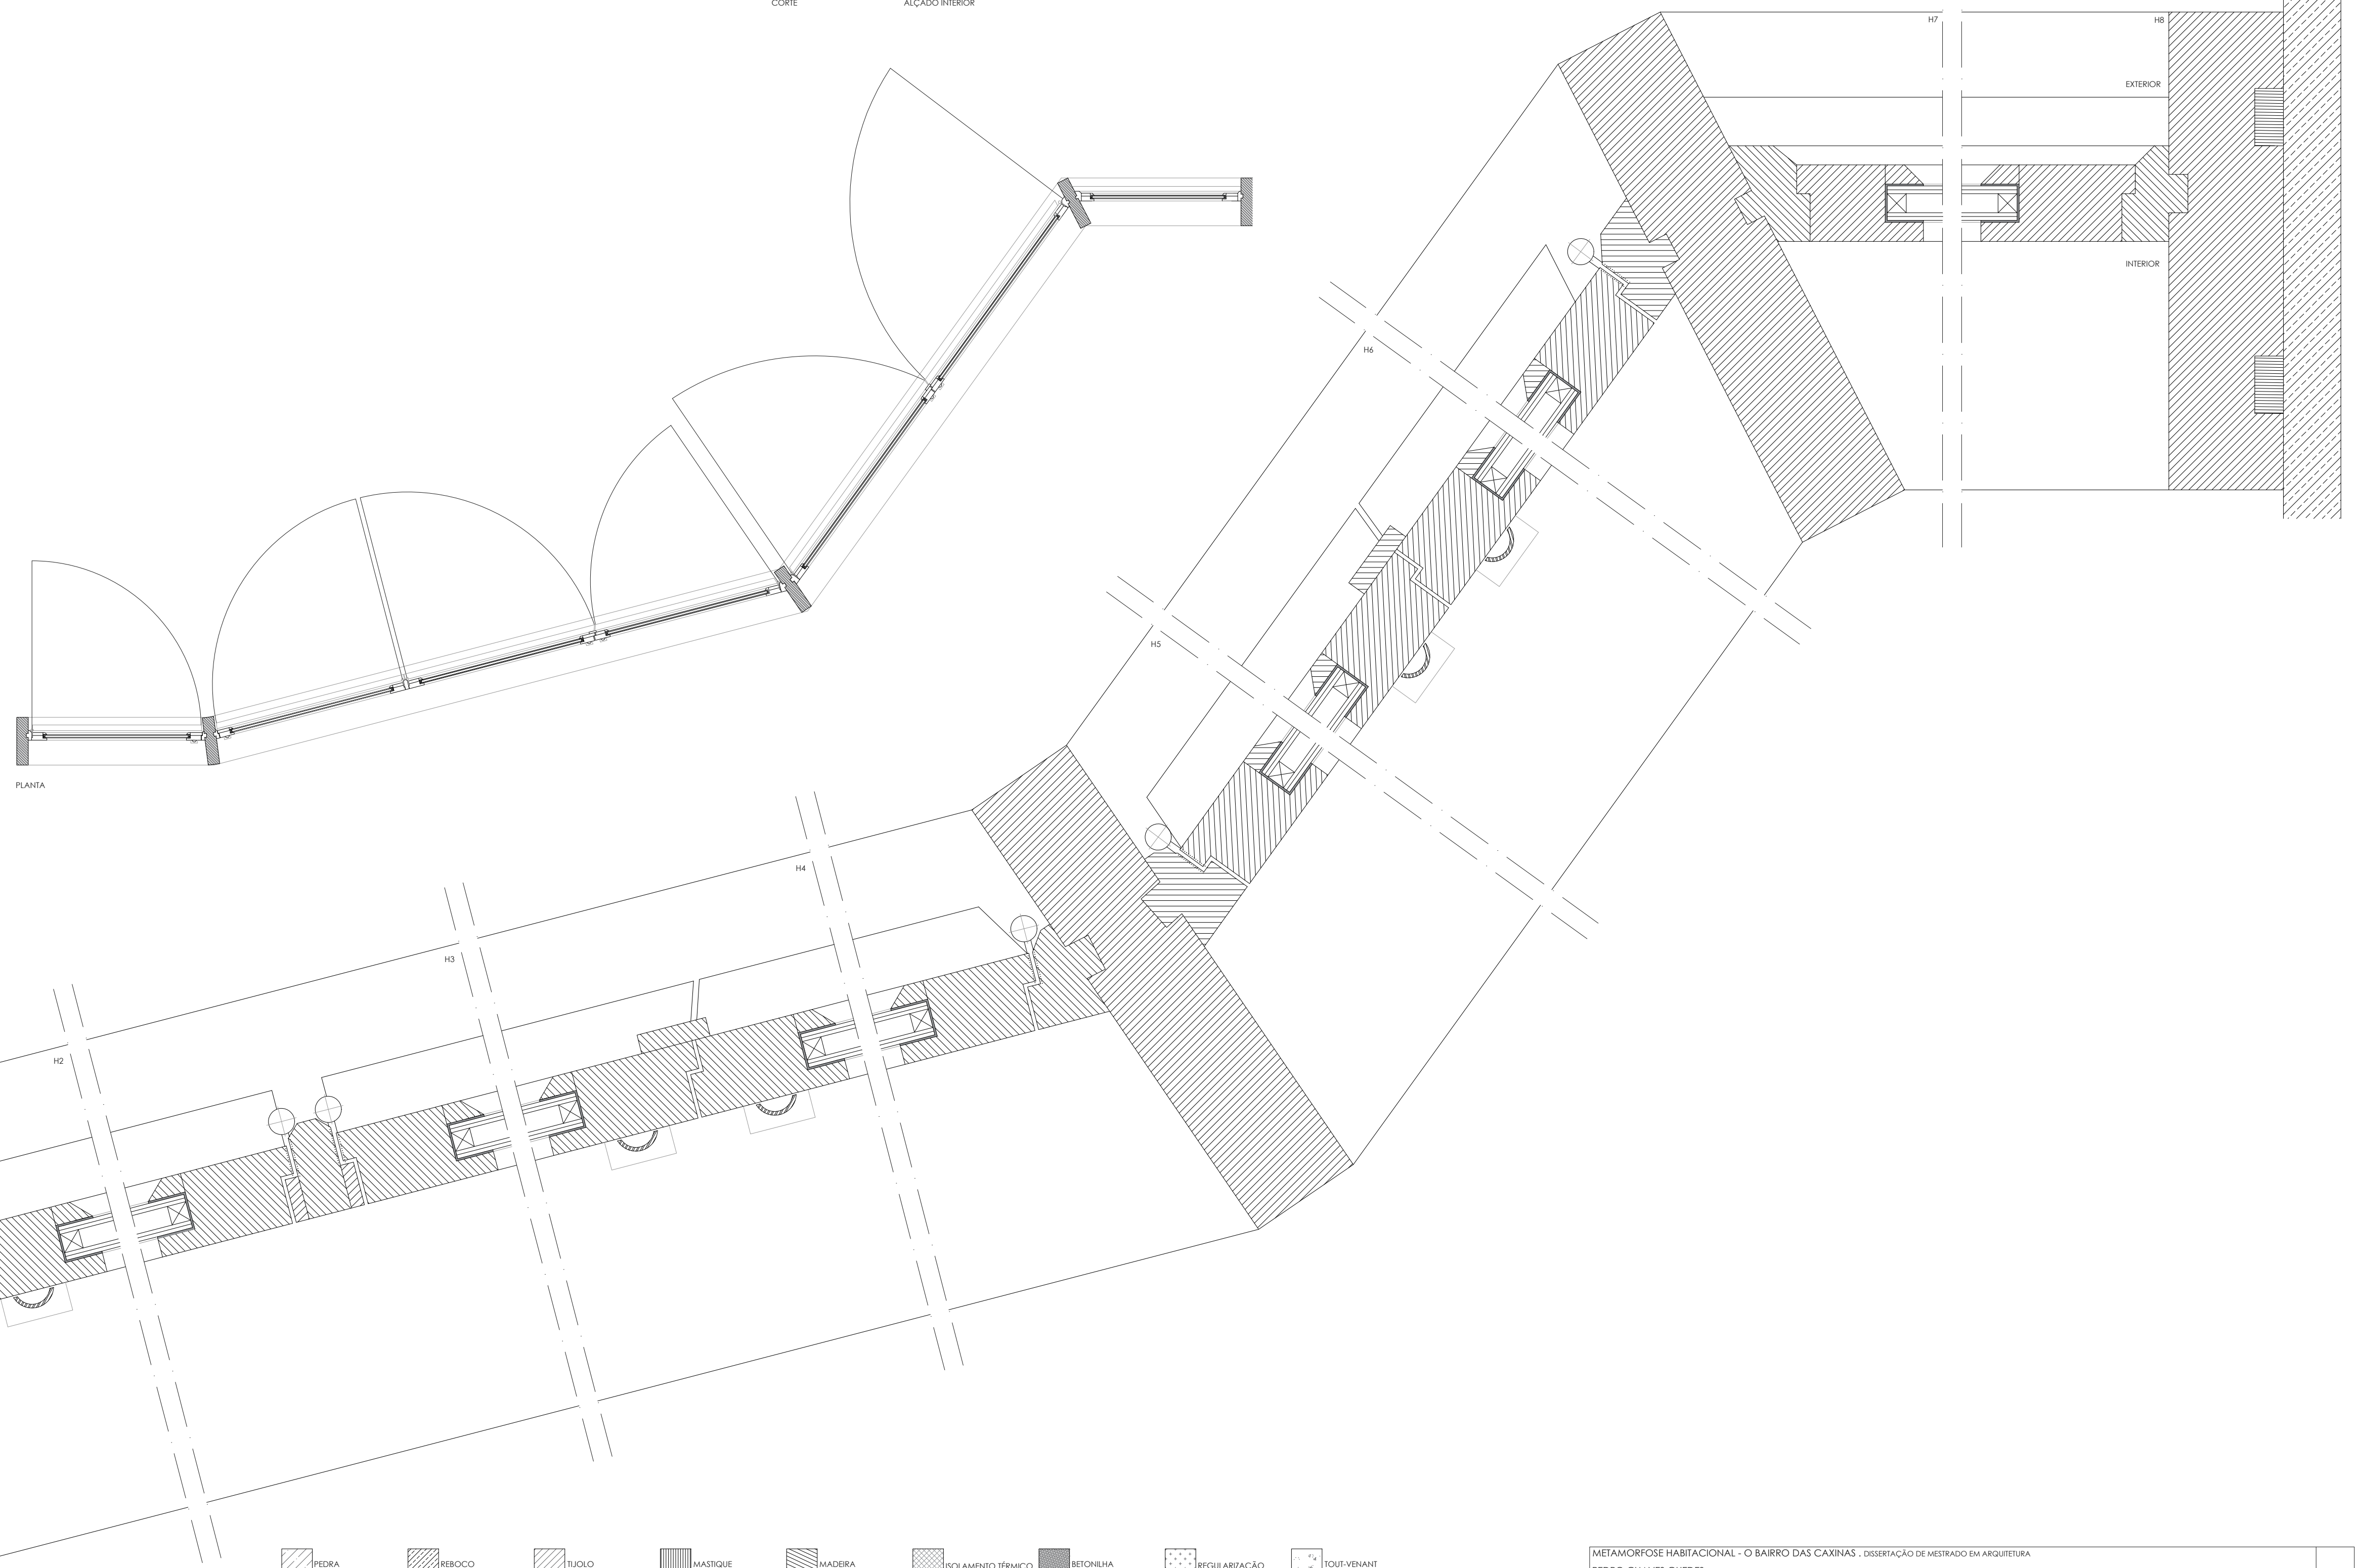 CORTE
ALÇADO INTERIOR
H7
H8
EXTERIOR
INTERIOR
H6
H5
PLANTA
H4
H3
H2
PEDRA
REBOCO
TIJOLO
MASTIQUE
MADEIRA
ISOLAMENTO TÉRMICO
BETONILHA
REGULARIZAÇÃO
TOUT-VENANT
METAMORFOSE HABITACIONAL - O BAIRRO DAS CAXINAS . DISSERTAÇÃO DE MESTRADO EM ARQUITETURA